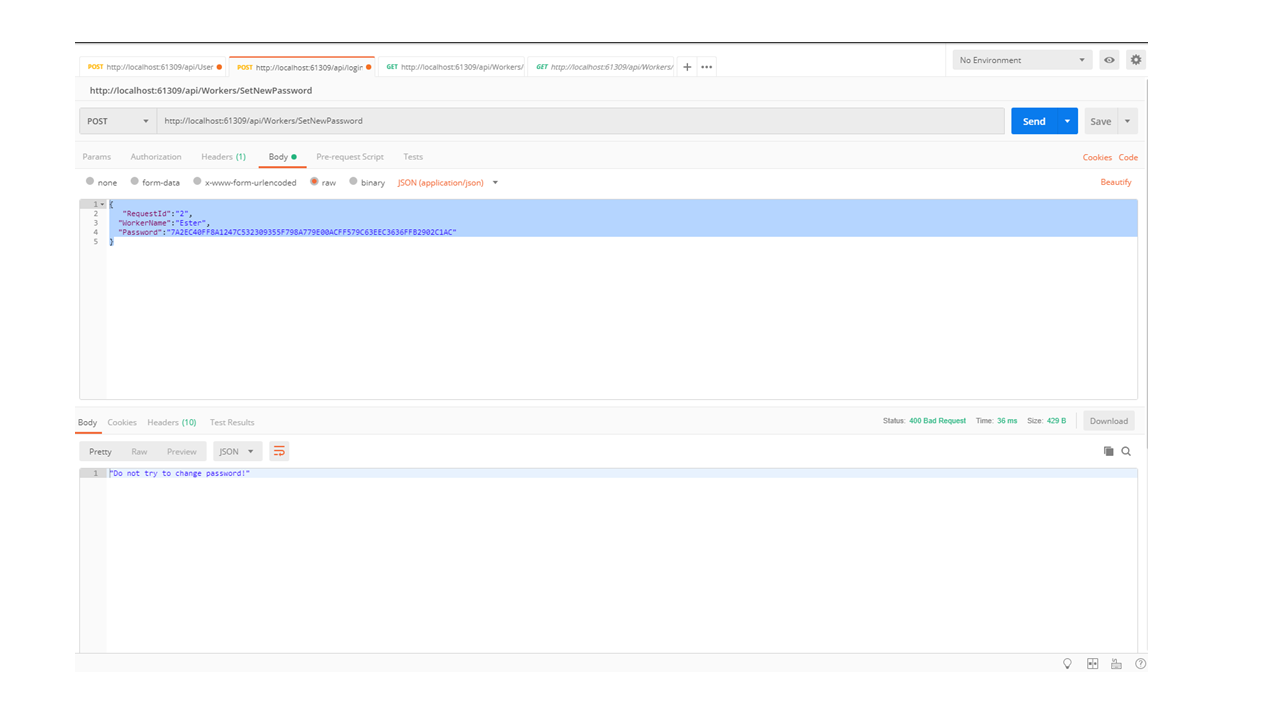 POST http://localhost:61309/api/User POST http://localhost:61309/api/login GET http://localhost:61309/api/Workers/ GET http://localhost:61309/api/Workers/ + ••• No Environment
http://localhost:61309/api/Workers/SetNewPassword
POST http://localhost:61309/api/Workers/SetNewPassword Send Save
Params Authorization Headers (1) Body Pre-request Script Tests Cookies Code
none form-data x-www-form-urlencoded raw binary JSON (application/json) Beautify
1 {
2 "RequestId":"2",
3 "WorkerName":"Ester",
4 "Password":"7A2EC40FF8A1247C532309355F798A779E00ACFF579C63EEC3636FFB2902C1AC"
5 }
Body Cookies Headers (10) Test Results Status: 400 Bad Request Time: 36 ms Size: 429 B Download
Pretty Raw Preview JSON
1 "Do not try to change password!"